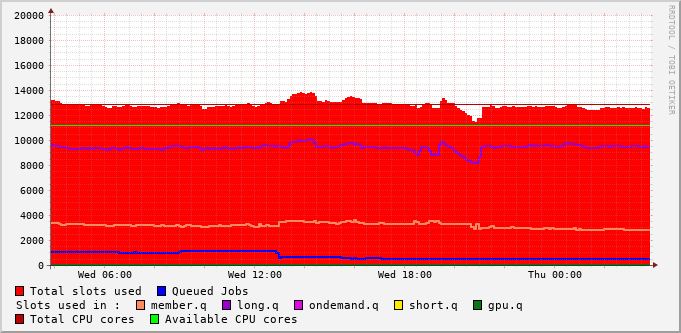 20000
18000
16000
14000
12000
10000
8000
6000
4000
2000
0
Wed 06:00 Wed 12:00 Wed 18:00 Thu 00:00
Total slots used Queued Jobs
Slots used in : member.q long.q ondemand.q short.q gpu.q
Total CPU cores Available CPU cores
RRDTOOL / TOBI OETIKER